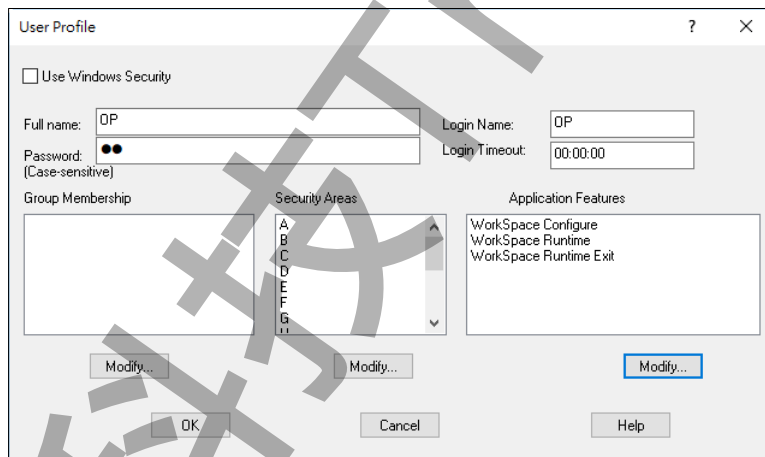 User Profile
Use Windows Security
Full name: OP
Login Name: OP
Password:
(Case-sensitive)
Login Timeout: 00:00:00
Group Membership
Security Areas
Application Features
A
B
C
D
E
F
G
WorkSpace Configure
WorkSpace Runtime
WorkSpace Runtime Exit
Modify...
Modify...
Modify...
OK
Cancel
Help
科技